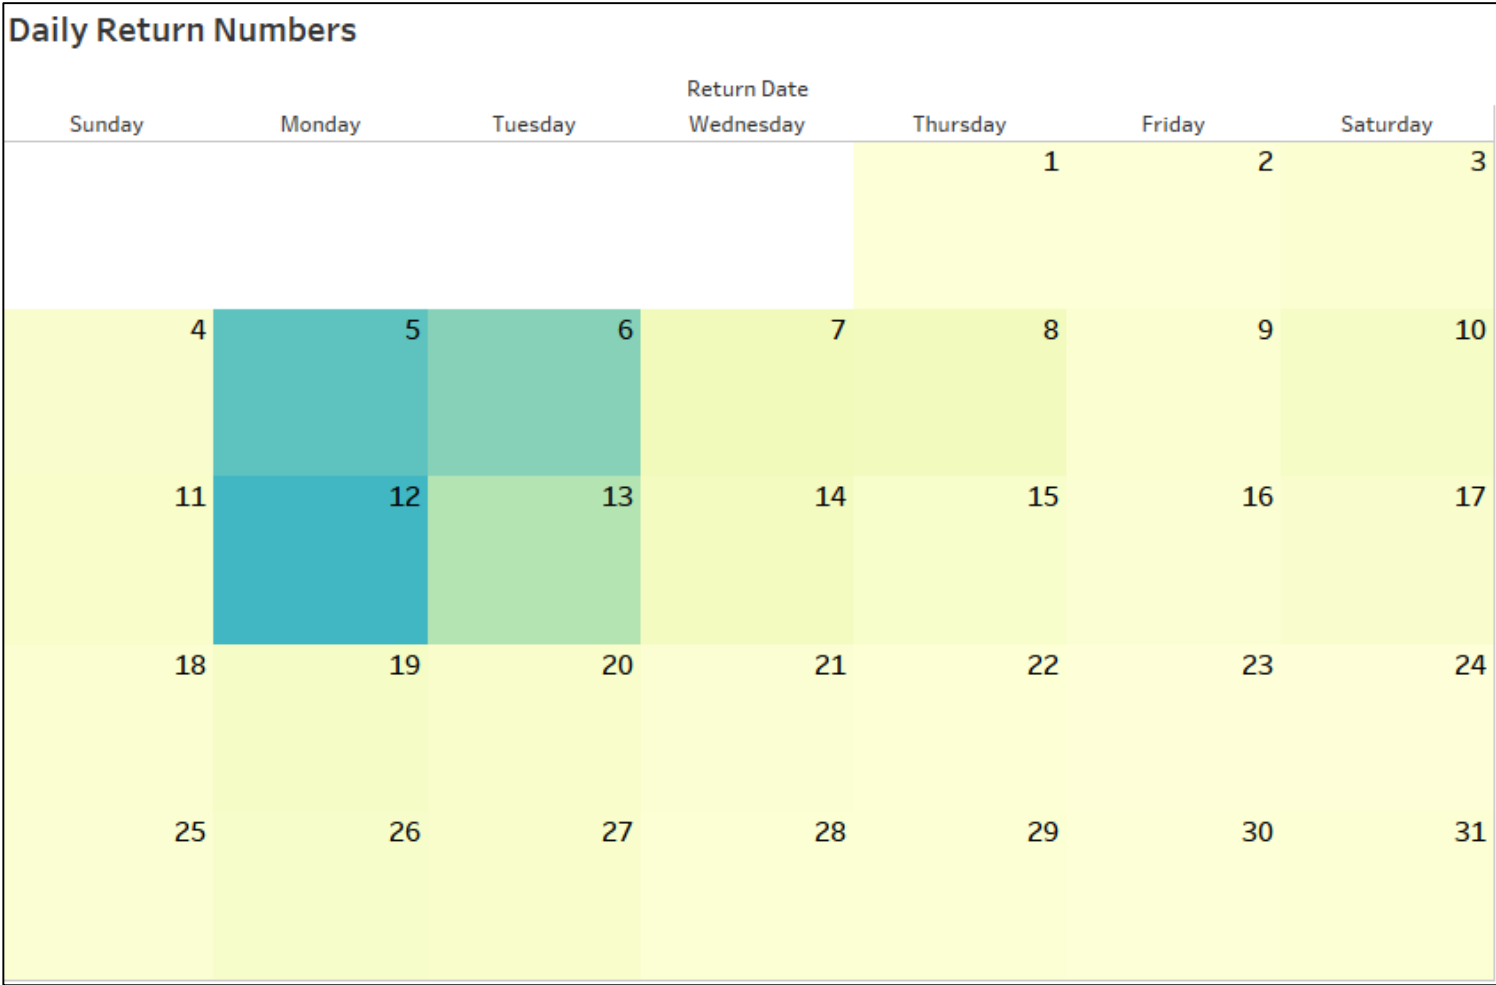 Daily Return Numbers
Return Date
Sunday Monday Tuesday Wednesday Thursday Friday Saturday
1 2 3
4 5 6 7 8 9 10
11 12 13 14 15 16 17
18 19 20 21 22 23 24
25 26 27 28 29 30 31